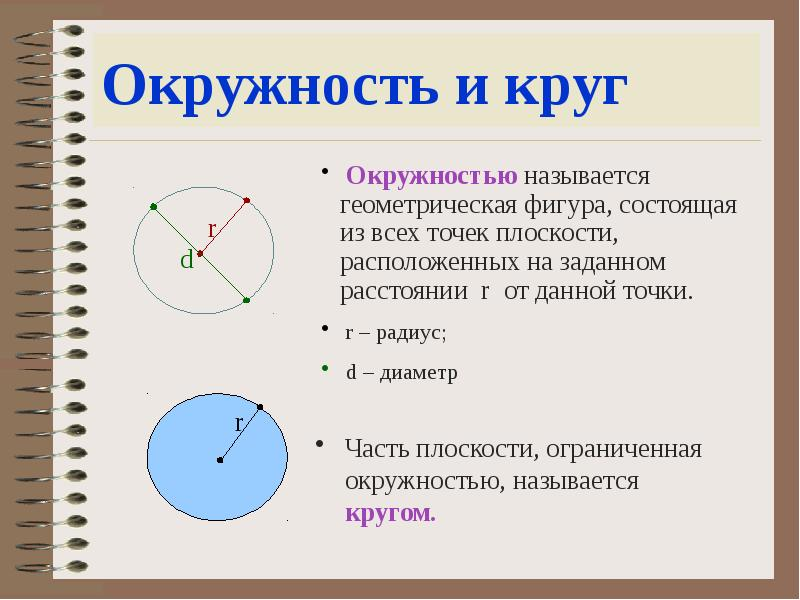 Окружность и круг
• Окружностью называется
геометрическая фигура, состоящая
из всех точек плоскости,
расположенных на заданном
расстоянии r от данной точки.
• r – радиус;
• d – диаметр
r
d
r
• Часть плоскости, ограниченная
окружностью, называется
кругом.